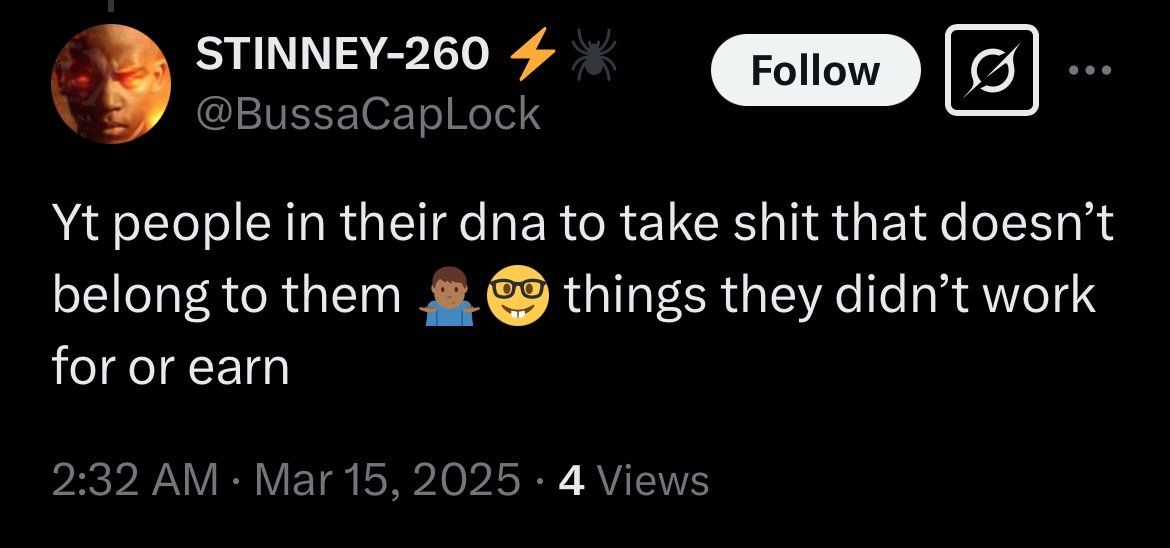 STINNEY-260 ⚡🕷
Follow
@BussaCapLock
Yt people in their dna to take shit that doesn’t
belong to them 🤷🏾‍♂️🤓 things they didn’t work
for or earn
2:32 AM · Mar 15, 2025 · 4 Views